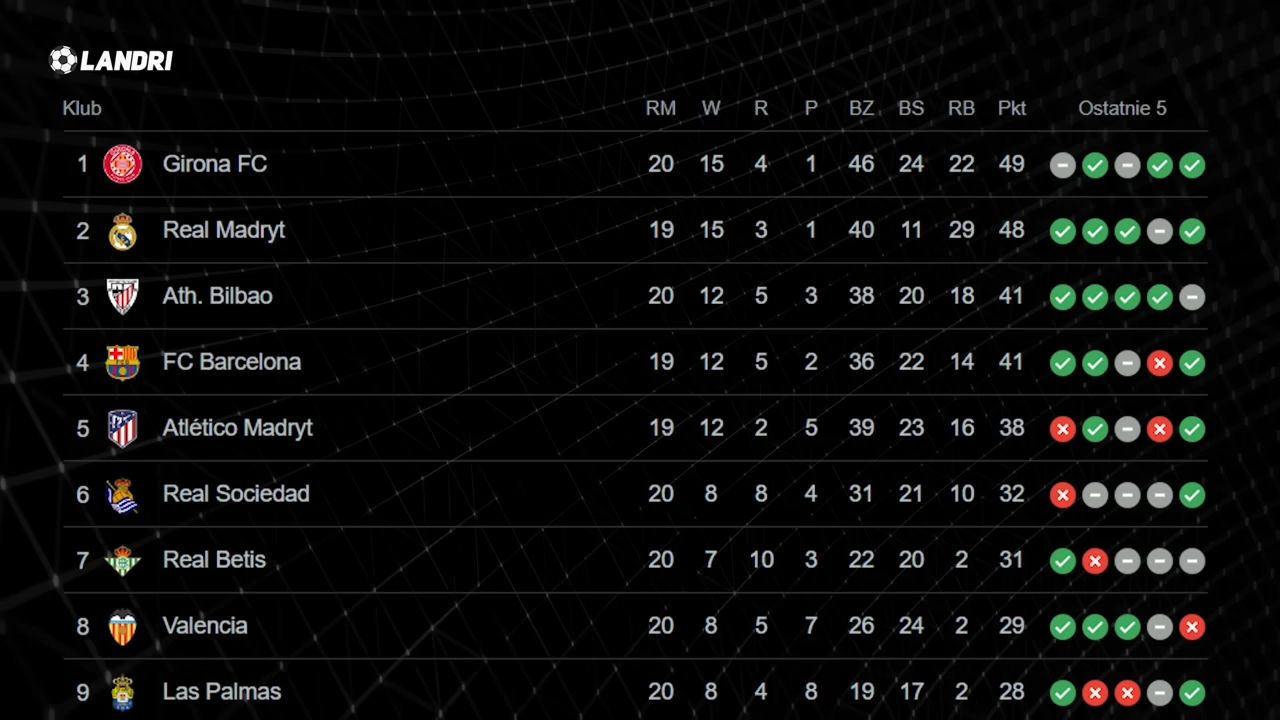 LANDRI
Klub RM W R P BZ BS RB Pkt Ostatnie 5
1 Girona FC 20 15 4 1 46 24 22 49
2 Real Madryt 19 15 3 1 40 11 29 48
3 Ath. Bilbao 20 12 5 3 38 20 18 41
4 FC Barcelona 19 12 5 2 36 22 14 41
5 Atlético Madryt 19 12 2 5 39 23 16 38
6 Real Sociedad 20 8 8 4 31 21 10 32
7 Real Betis 20 7 10 3 22 20 2 31
8 Valencia 20 8 5 7 26 24 2 29
9 Las Palmas 20 8 4 8 19 17 2 28